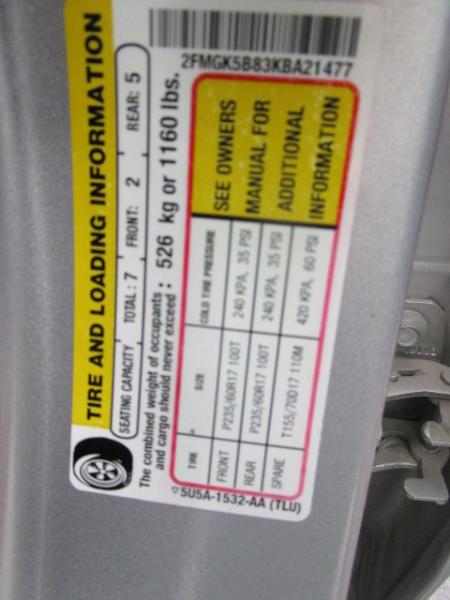 TIRE AND LOADING INFORMATION
SEATING CAPACITY TOTAL : 7 FRONT: 2 REAR: 5
The combined weight of occupants
and cargo should never exceed : 526 kg or 1160 lbs.
2FMGK5B83KBA21477
TIRE SIZE COLD TIRE PRESSURE
FRONT P235/60R17 100T 240 KPA, 35 PSI
REAR P235/60R17 100T 240 KPA, 35 PSI
SPARE T155/70D17 110M 420 KPA, 60 PSI
SEE OWNERS
MANUAL FOR
ADDITIONAL
INFORMATION
5U5A-1532-AA (TLU)